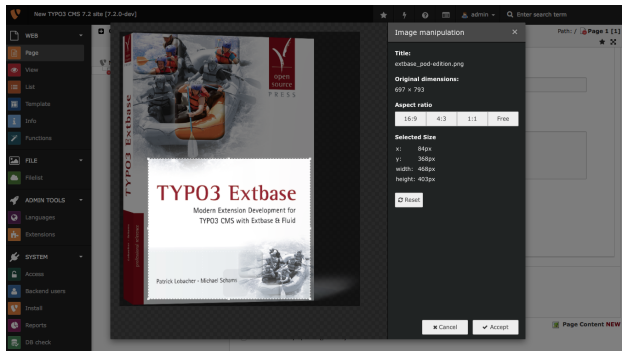 New TYPO3 CMS 7.2 site [7.2.0-dev]
admin
Enter search term
WEB
Page
View
List
Template
Info
Functions
FILE
Filelist
ADMIN TOOLS
Languages
Extensions
SYSTEM
Access
Backend users
Install
Reports
DB check
Path: / Page 1 [1]
open
source
PRESS
TYPO3 Extbase
TYPO3 Extbase
Modern Extension Development for
TYPO3 CMS with Extbase & Fluid
Patrick Lobacher - Michael Schams
Image manipulation
Title:
extbase_pod-edition.png
Original dimensions:
697 × 793
Aspect ratio
16:9 4:3 1:1 Free
Selected Size
x: 84px
y: 368px
width: 468px
height: 403px
Reset
Cancel Accept
Page Content NEW